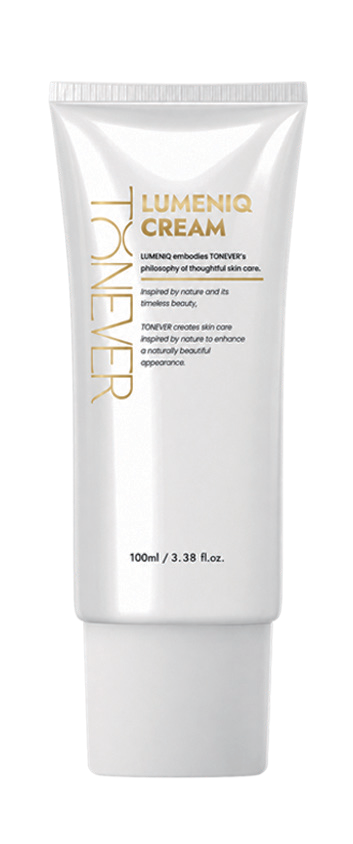 TONEVER
LUMENIQ
CREAM
LUMENIQ embodies TONEVER's
philosophy of thoughtful skin care.
Inspired by nature and its
timeless beauty,
TONEVER creates skin care
inspired by nature to enhance
a naturally beautiful
appearance.
100ml / 3.38 fl.oz.